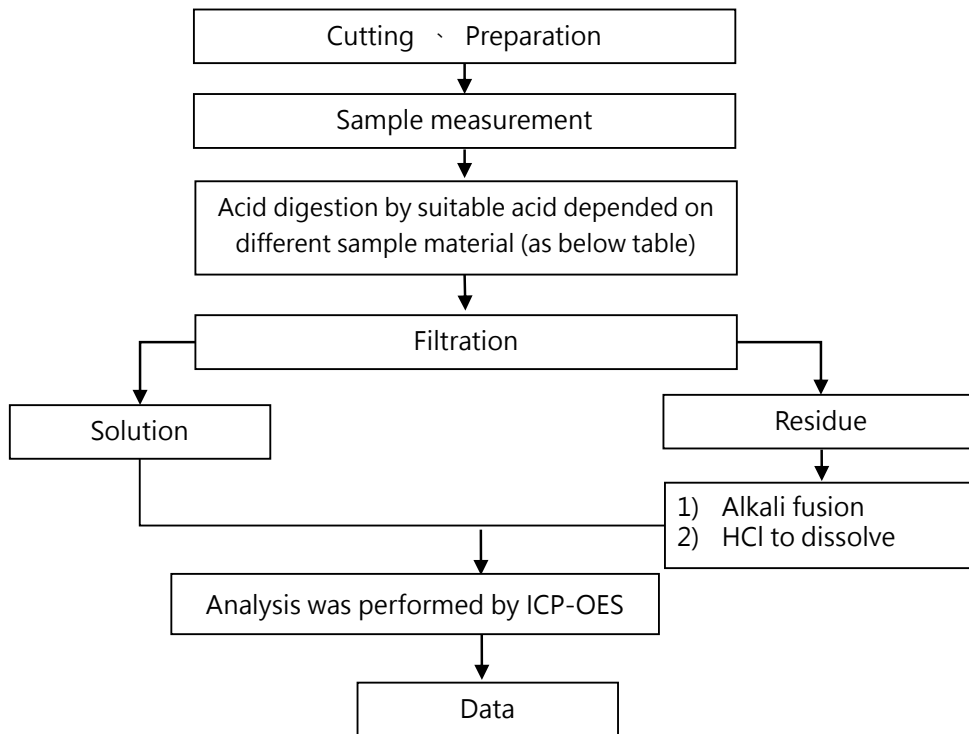 Cutting 、 Preparation
Sample measurement
Acid digestion by suitable acid depended on
different sample material (as below table)
Filtration
Solution
Residue
1) Alkali fusion
2) HCl to dissolve
Analysis was performed by ICP-OES
Data